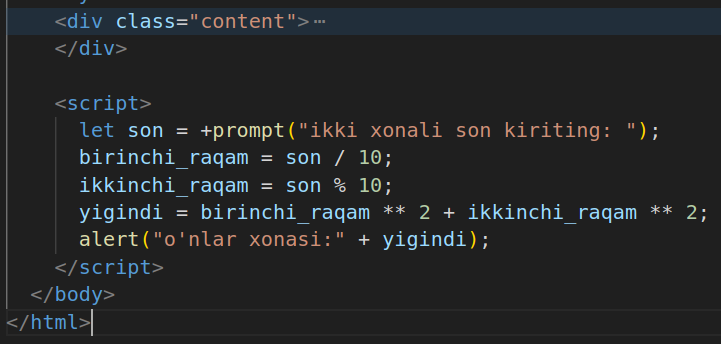 <div class="content">…
</div>
<script>
let son = +prompt("ikki xonali son kiriting: ");
birinchi_raqam = son / 10;
ikkinchi_raqam = son % 10;
yigindi = birinchi_raqam ** 2 + ikkinchi_raqam ** 2;
alert("o'nlar xonasi:" + yigindi);
</script>
</body>
</html>